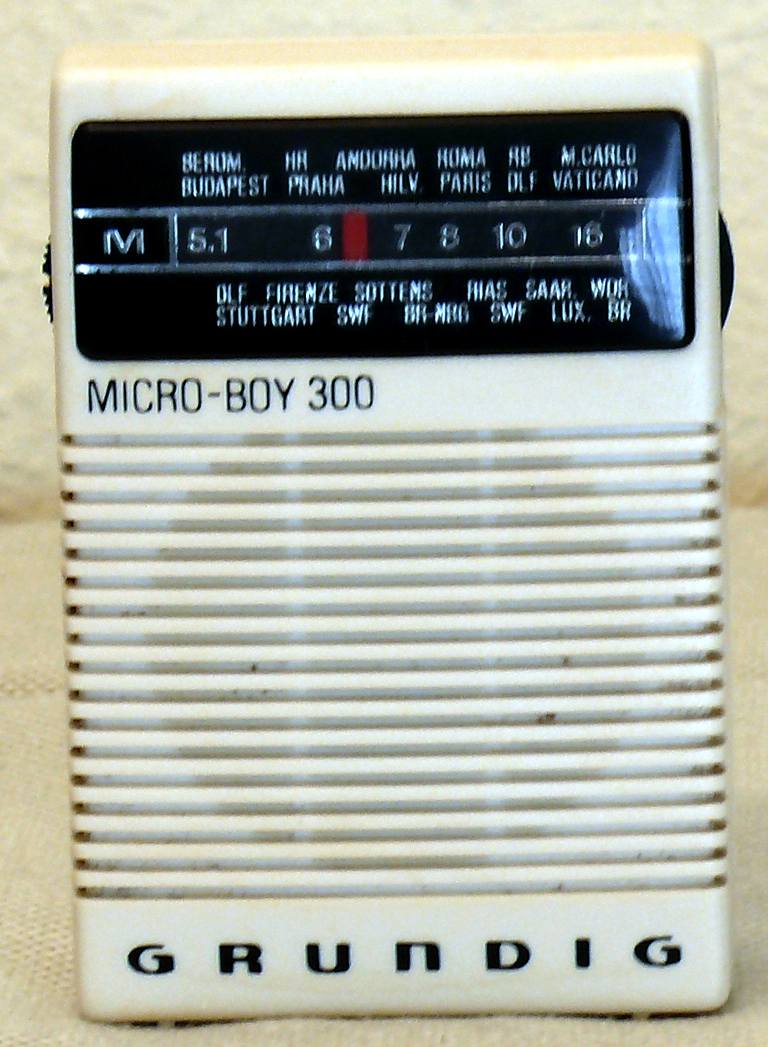 BEROM. HR ANDORRA ROMA RB M.CARLO
BUDAPEST PRAHA HILV. PARIS DLF VATICANO
M 5.1 6 7 8 10 16
DLF FIRENZE SOTTENS RIAS SAAR. WDR
STUTTGART SWF BR-NBG SWF LUX. BR
MICRO-BOY 300
GRUNDIG